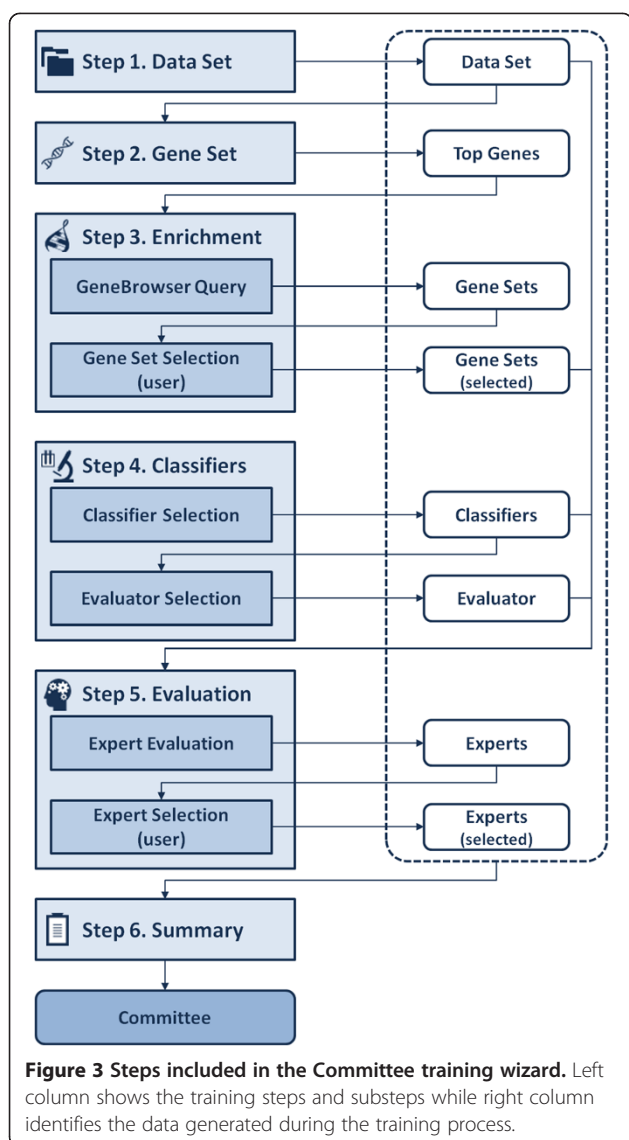 Step 1. Data Set
Data Set
Step 2. Gene Set
Top Genes
Step 3. Enrichment
GeneBrowser Query
Gene Sets
Gene Set Selection
(user)
Gene Sets
(selected)
Step 4. Classifiers
Classifier Selection
Classifiers
Evaluator Selection
Evaluator
Step 5. Evaluation
Expert Evaluation
Experts
Expert Selection
(user)
Experts
(selected)
Step 6. Summary
Committee
Figure 3 Steps included in the Committee training wizard. Left
column shows the training steps and substeps while right column
identifies the data generated during the training process.